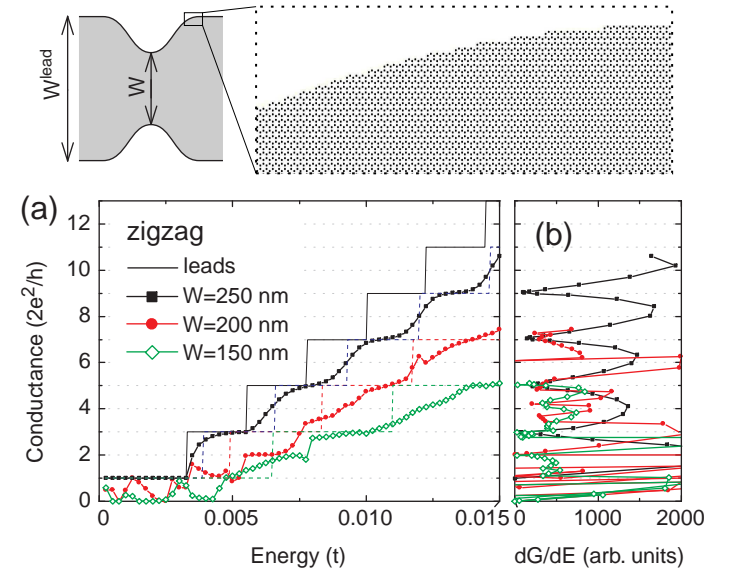 W^lead
W
(a)
zigzag
leads
W=250 nm
W=200 nm
W=150 nm
Conductance (2e²/h)
12
10
8
6
4
2
0
0
0.005
0.010
0.015
Energy (t)
(b)
0
1000
2000
dG/dE (arb. units)